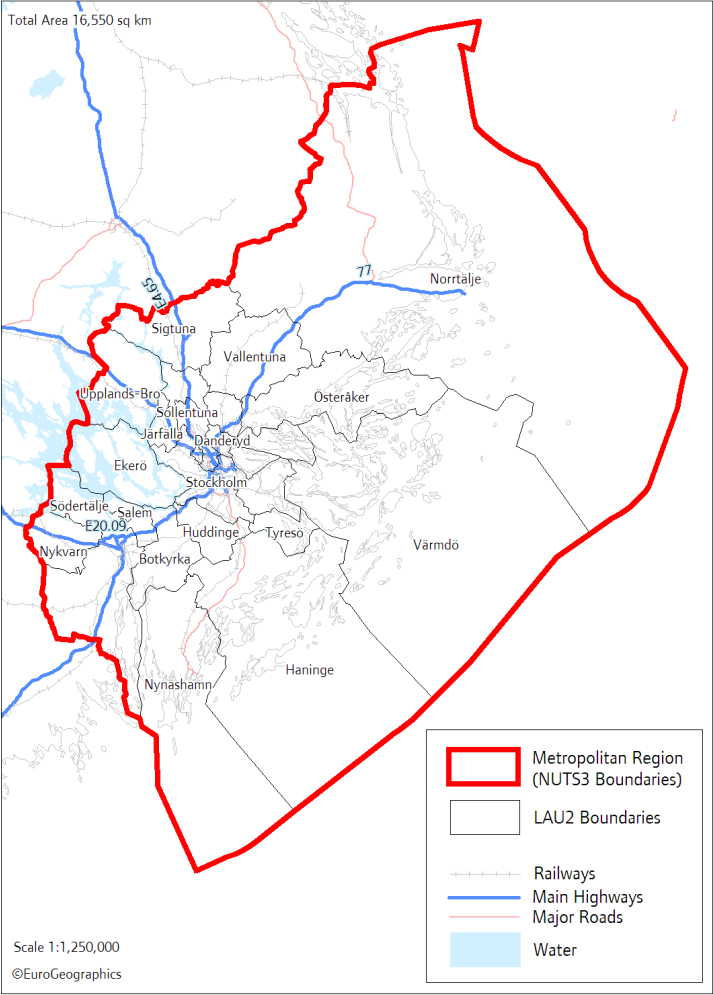 Total Area 16,550 sq km
E4.65
77
Norrtälje
Sigtuna
Vallentuna
Upplands-Bro
Österåker
Sollentuna
Järfälla
Danderyd
Ekerö
Stockholm
Södertälje
Salem
E20.09
Huddinge
Tyresö
Nykvarn
Botkyrka
Värmdö
Haninge
Nynäshamn
Metropolitan Region
(NUTS3 Boundaries)
LAU2 Boundaries
Railways
Main Highways
Major Roads
Water
Scale 1:1,250,000
©EuroGeographics